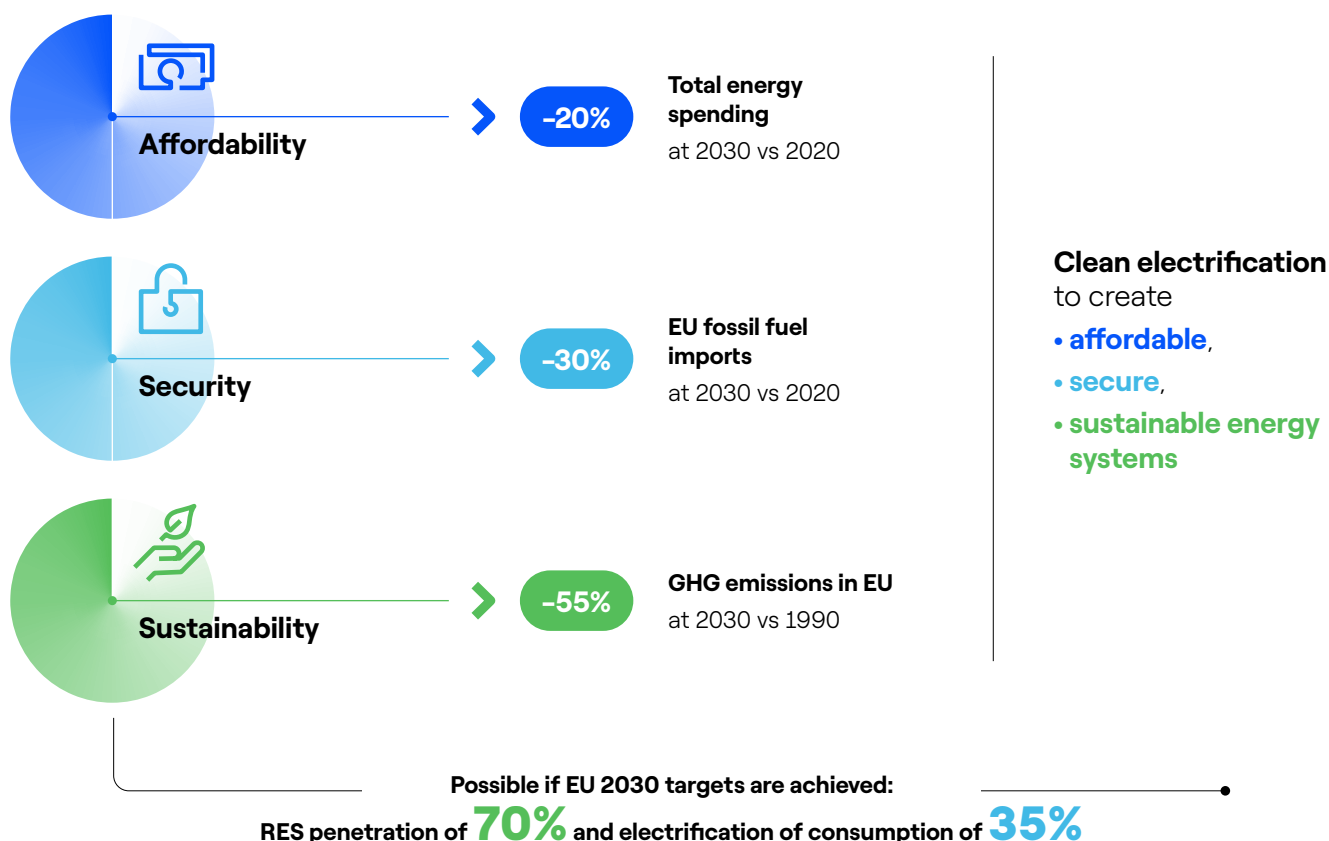 Affordability
–20%
Total energy
spending
at 2030 vs 2020
Security
–30%
EU fossil fuel
imports
at 2030 vs 2020
Sustainability
–55%
GHG emissions in EU
at 2030 vs 1990
Clean electrification
to create
• affordable,
• secure,
• sustainable energy
systems
Possible if EU 2030 targets are achieved:
RES penetration of 70% and electrification of consumption of 35%